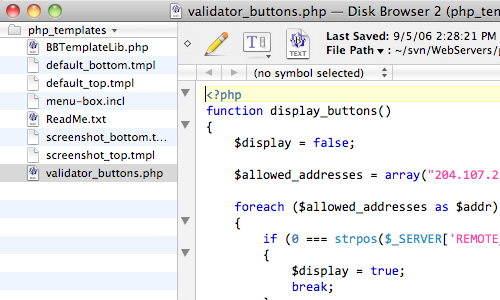 validator_buttons.php — Disk Browser 2 (php_tem
Files
php_templates
BBTemplateLib.php
default_bottom.tmpl
default_top.tmpl
menu-box.incl
ReadMe.txt
screenshot_bottom.t...
screenshot_top.tmpl
validator_buttons.php
T
TEXT
Last Saved: 9/5/06 2:28:21 PM
File Path ▾ : ~/svn/WebServers/p
(no symbol selected)
<?php
function display_buttons()
{
$display = false;
$allowed_addresses = array("204.107.2
foreach ($allowed_addresses as $addr)
{
if (0 === strpos($_SERVER['REMOTE_
{
$display = true;
break;
}